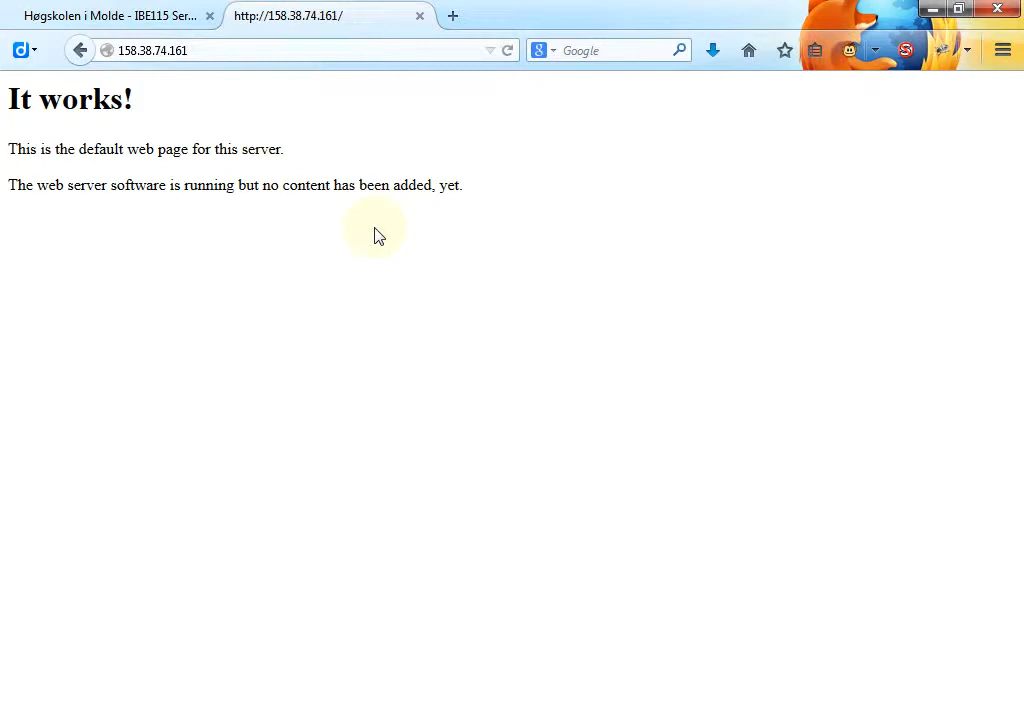 Høgskolen i Molde - IBE115 Ser...
http://158.38.74.161/
158.38.74.161
Google
It works!
This is the default web page for this server.
The web server software is running but no content has been added, yet.